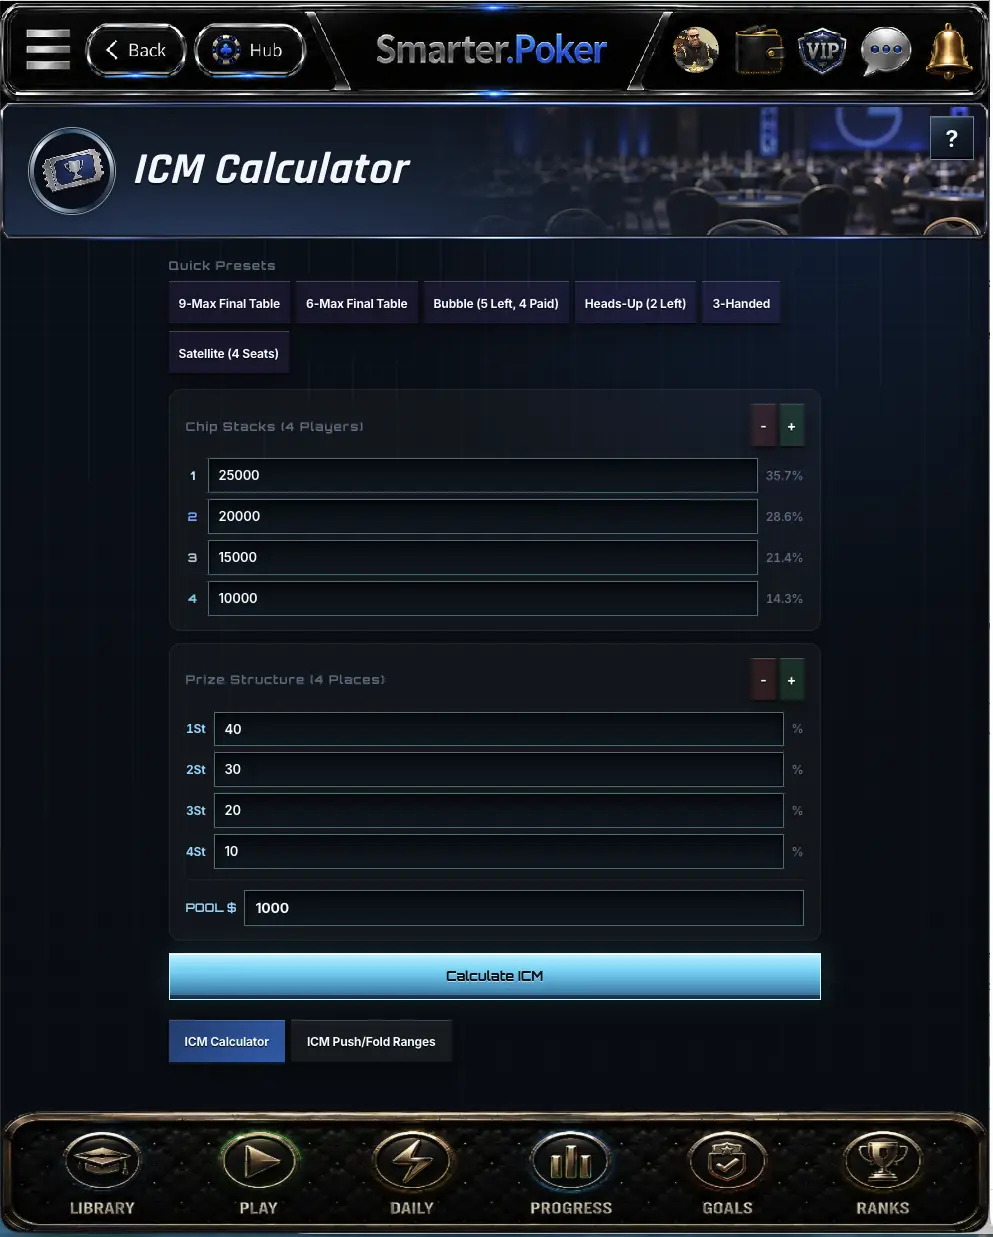 Back
Hub
Smarter.Poker
VIP
ICM Calculator
?
Quick Presets
9-Max Final Table
6-Max Final Table
Bubble (5 Left, 4 Paid)
Heads-Up (2 Left)
3-Handed
Satellite (4 Seats)
Chip Stacks (4 Players)
- +
1 25000 35.7%
2 20000 28.6%
3 15000 21.4%
4 10000 14.3%
Prize Structure (4 Places)
- +
1St 40 %
2St 30 %
3St 20 %
4St 10 %
POOL $ 1000
Calculate ICM
ICM Calculator
ICM Push/Fold Ranges
LIBRARY
PLAY
DAILY
PROGRESS
GOALS
RANKS